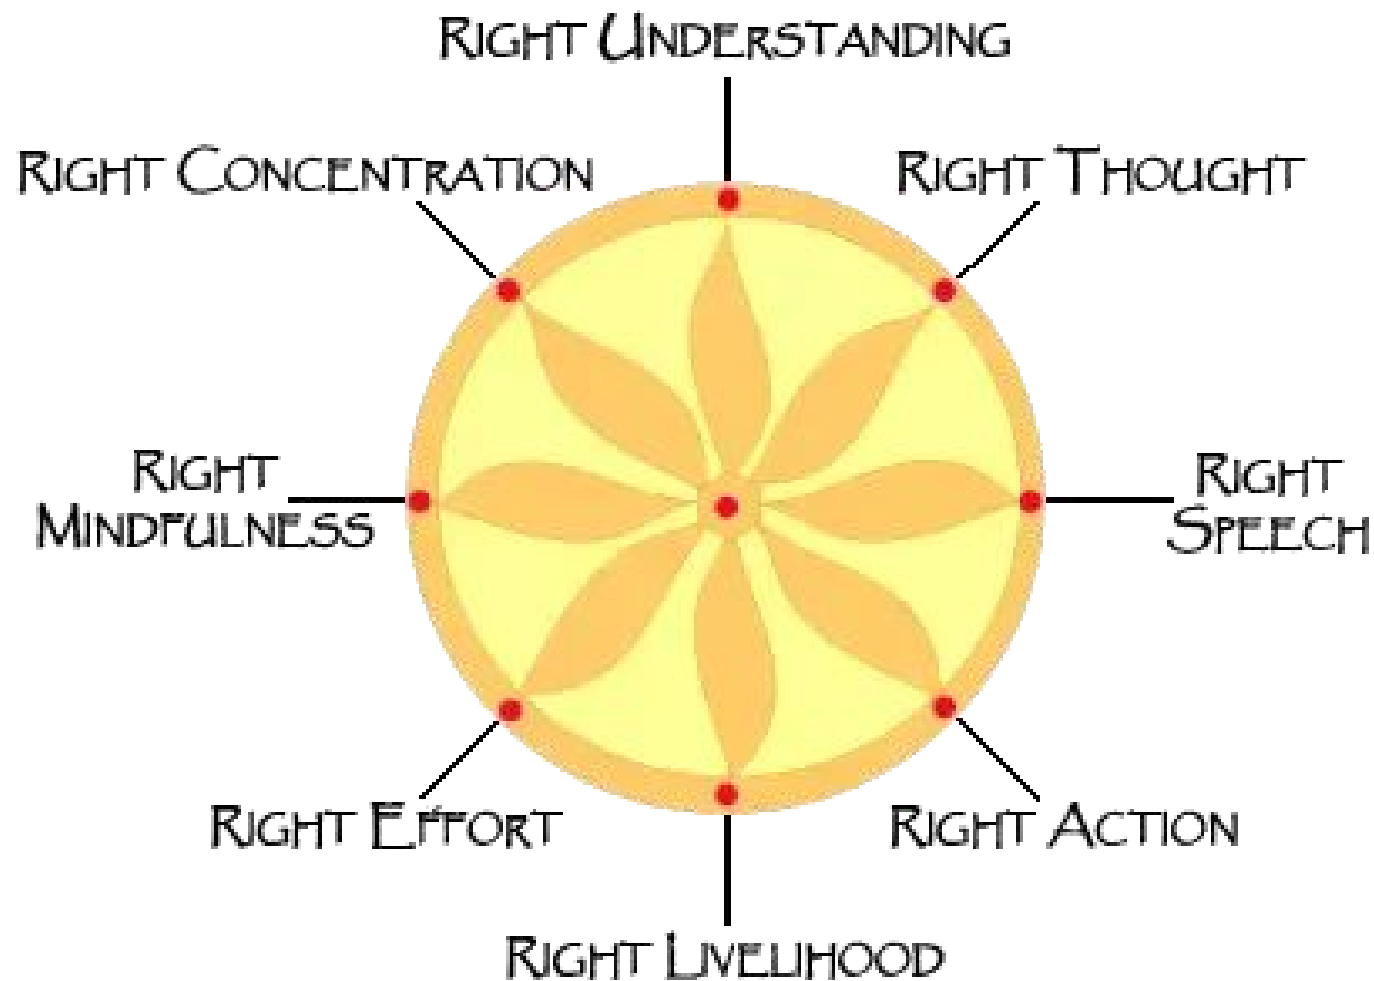 RIGHT UNDERSTANDING
RIGHT CONCENTRATION
RIGHT THOUGHT
RIGHT
MINDFULNESS
RIGHT
SPEECH
RIGHT EFFORT
RIGHT ACTION
RIGHT LIVELIHOOD